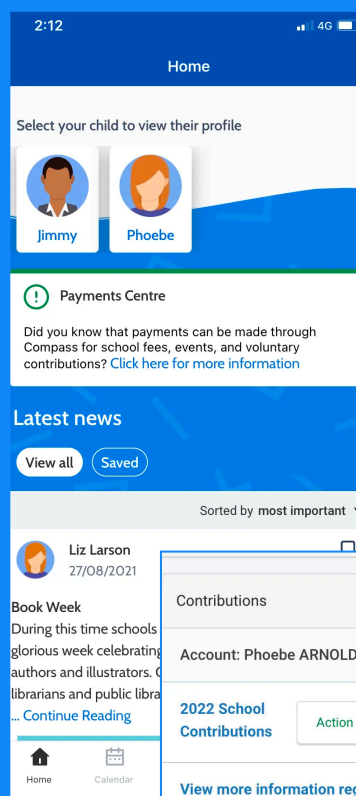 2:12
4G
Home
Select your child to view their profile
Jimmy
Phoebe
Payments Centre
Did you know that payments can be made through
Compass for school fees, events, and voluntary
contributions? Click here for more information
Latest news
View all
Saved
Sorted by most important
Liz Larson
27/08/2021
Book Week
During this time schools
glorious week celebrating
authors and illustrators.
librarians and public libra
... Continue Reading
Home
Calendar
Contributions
Account: Phoebe ARNOLD
2022 School
Contributions
Action
View more information reg